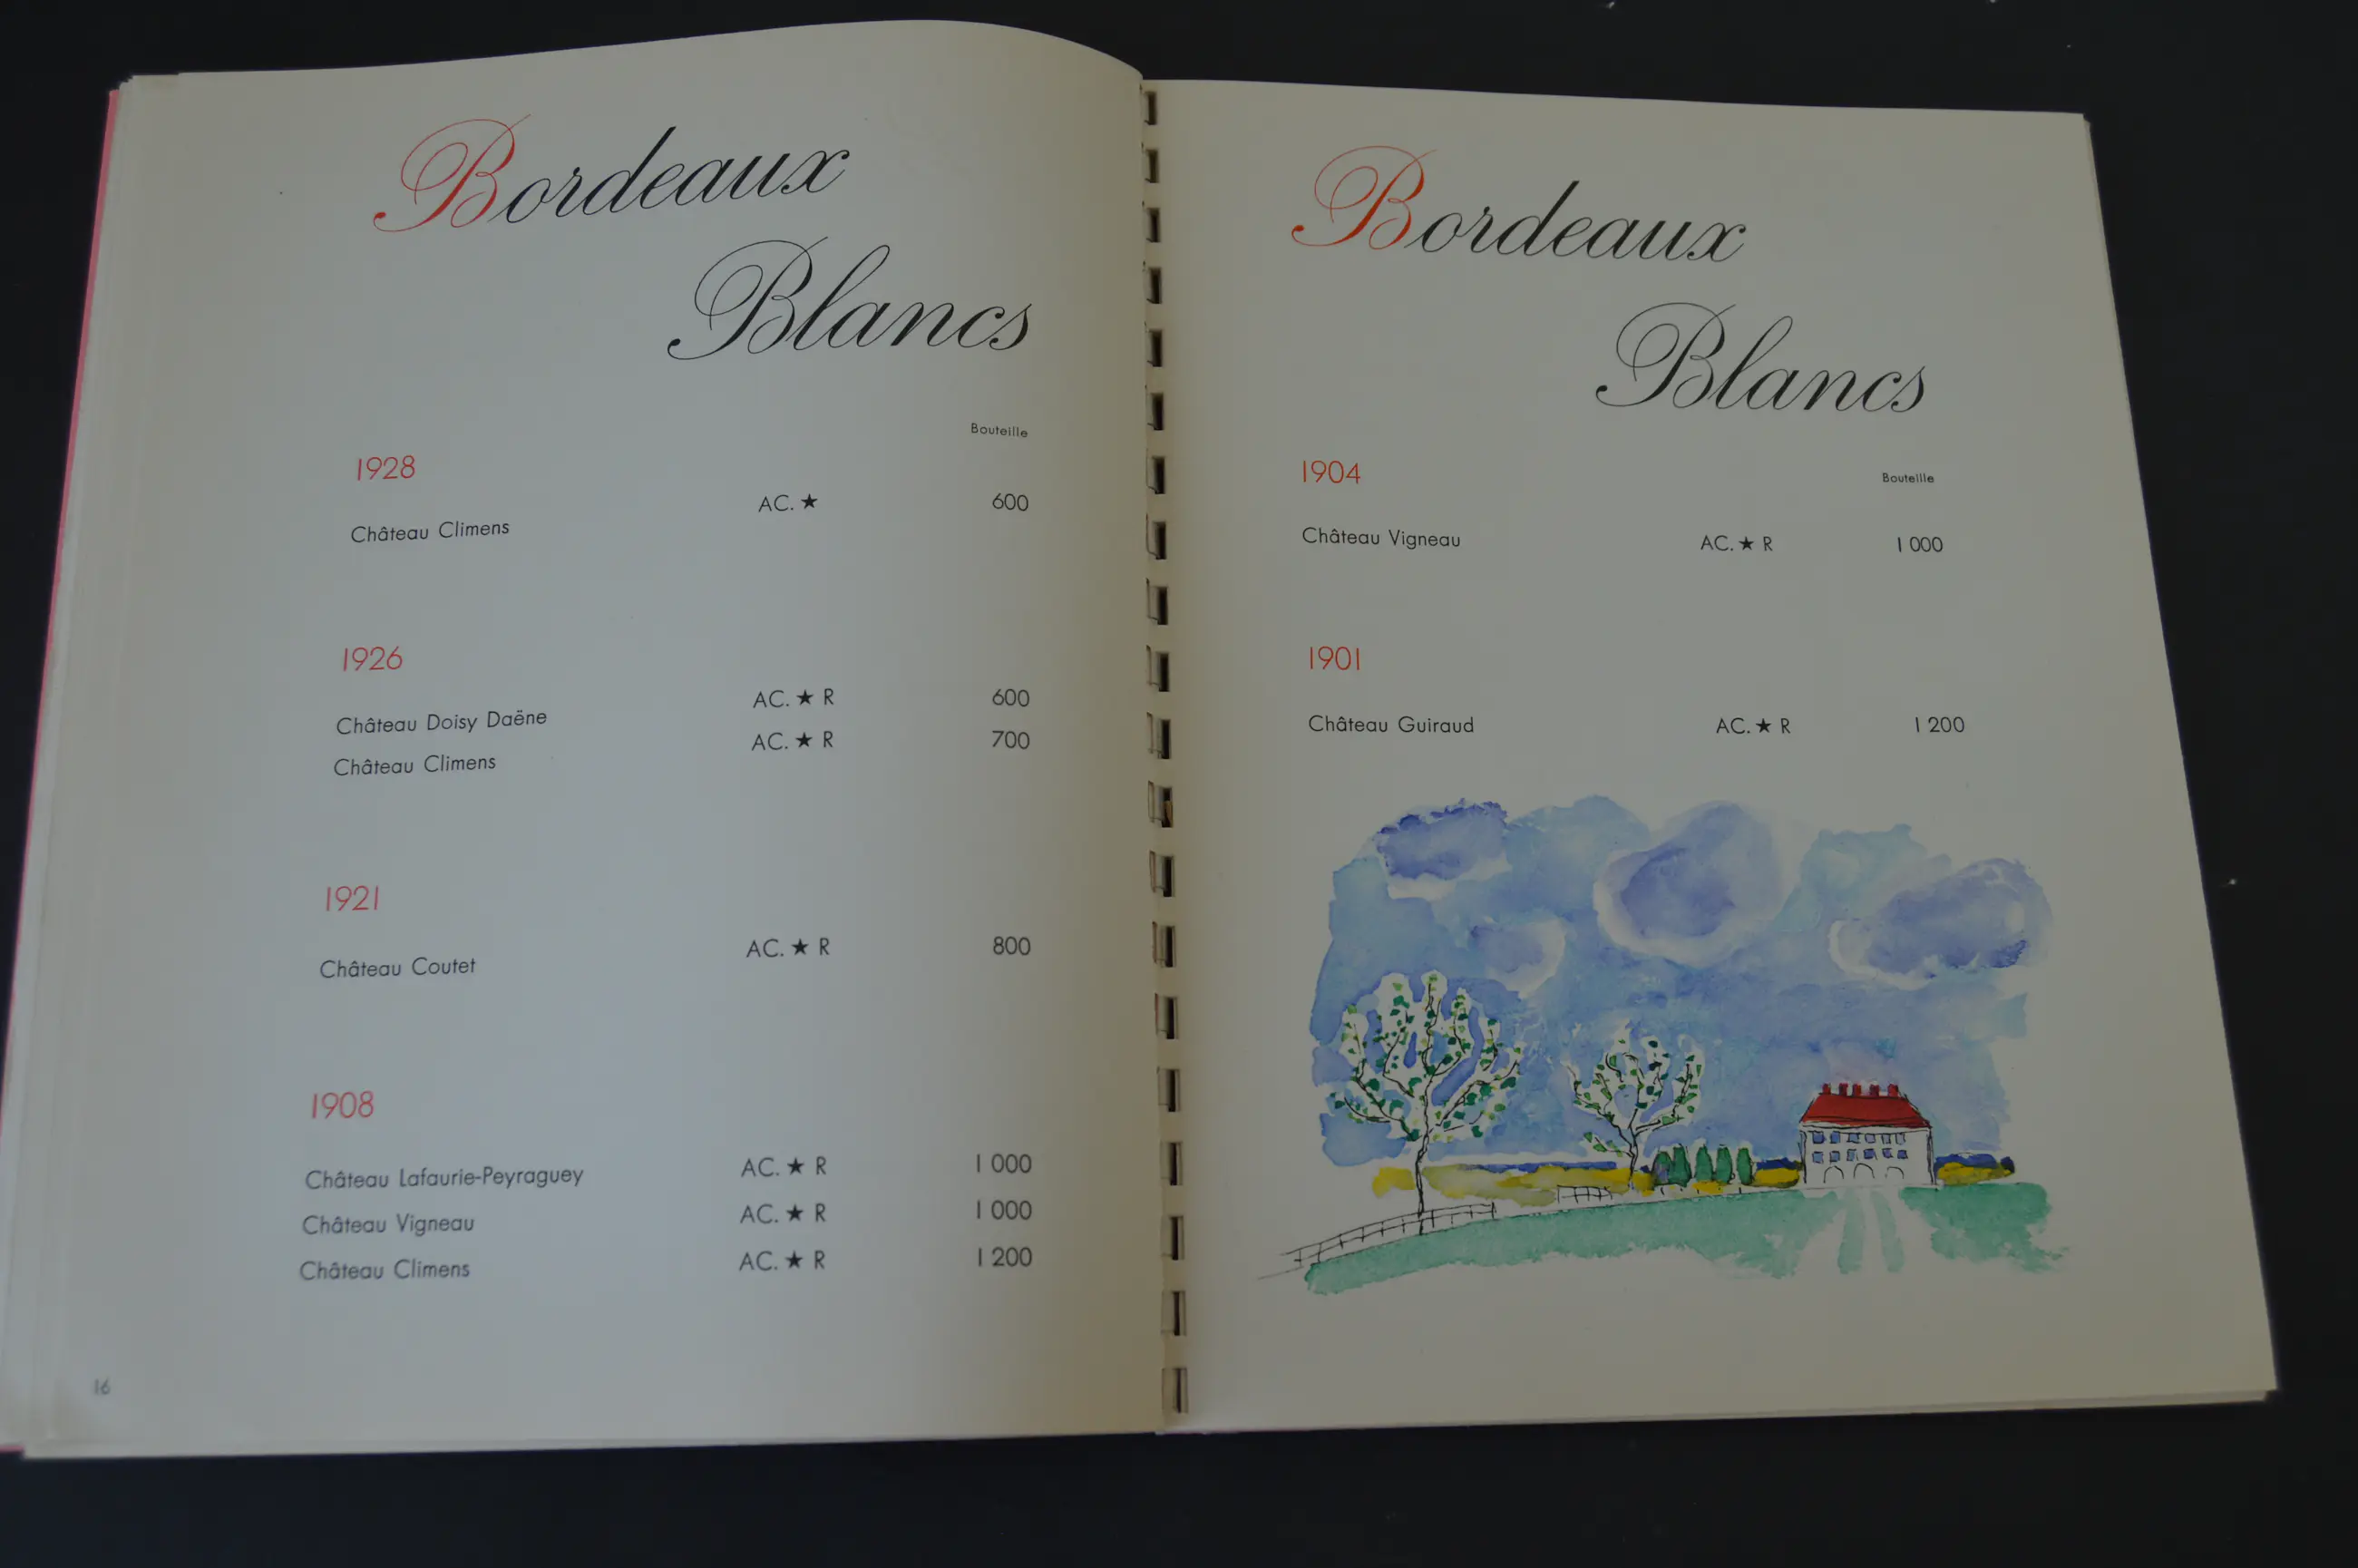 Bordeaux
Blancs
Bouteille
1928
Château Climens AC. ★ 600
1926
Château Doisy Daëne AC. ★ R 600
Château Climens AC. ★ R 700
1921
Château Coutet AC. ★ R 800
1908
Château Lafaurie-Peyraguey AC. ★ R 1 000
Château Vigneau AC. ★ R 1 000
Château Climens AC. ★ R 1 200
16
Bordeaux
Blancs
1904 Bouteille
Château Vigneau AC. ★ R 1 000
1901
Château Guiraud AC. ★ R 1 200